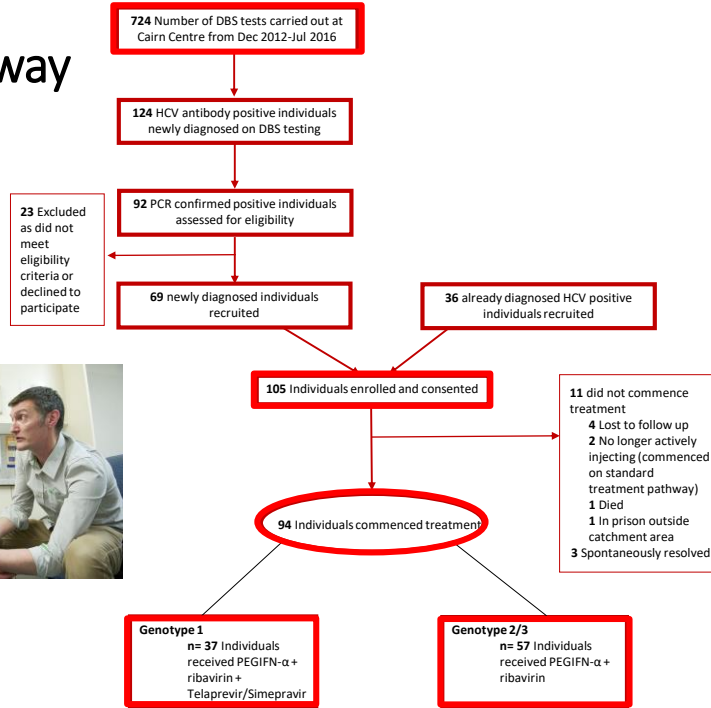 way
724 Number of DBS tests carried out at
Cairn Centre from Dec 2012-Jul 2016
124 HCV antibody positive individuals
newly diagnosed on DBS testing
92 PCR confirmed positive individuals
assessed for eligibility
23 Excluded
as did not
meet
eligibility
criteria or
declined to
participate
69 newly diagnosed individuals
recruited
36 already diagnosed HCV positive
individuals recruited
105 Individuals enrolled and consented
11 did not commence
treatment
4 Lost to follow up
2 No longer actively
injecting (commenced
on standard
treatment pathway)
1 Died
1 In prison outside
catchment area
3 Spontaneously resolved
94 Individuals commenced treatment
Genotype 1
n= 37 Individuals
received PEGIFN-α +
ribavirin +
Telaprevir/Simepravir
Genotype 2/3
n= 57 Individuals
received PEGIFN-α +
ribavirin